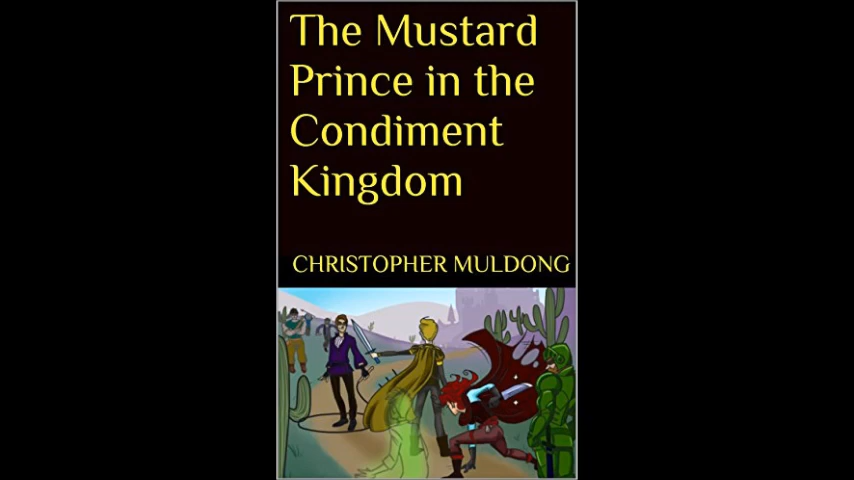 The Mustard
Prince in the
Condiment
Kingdom
CHRISTOPHER MULDONG